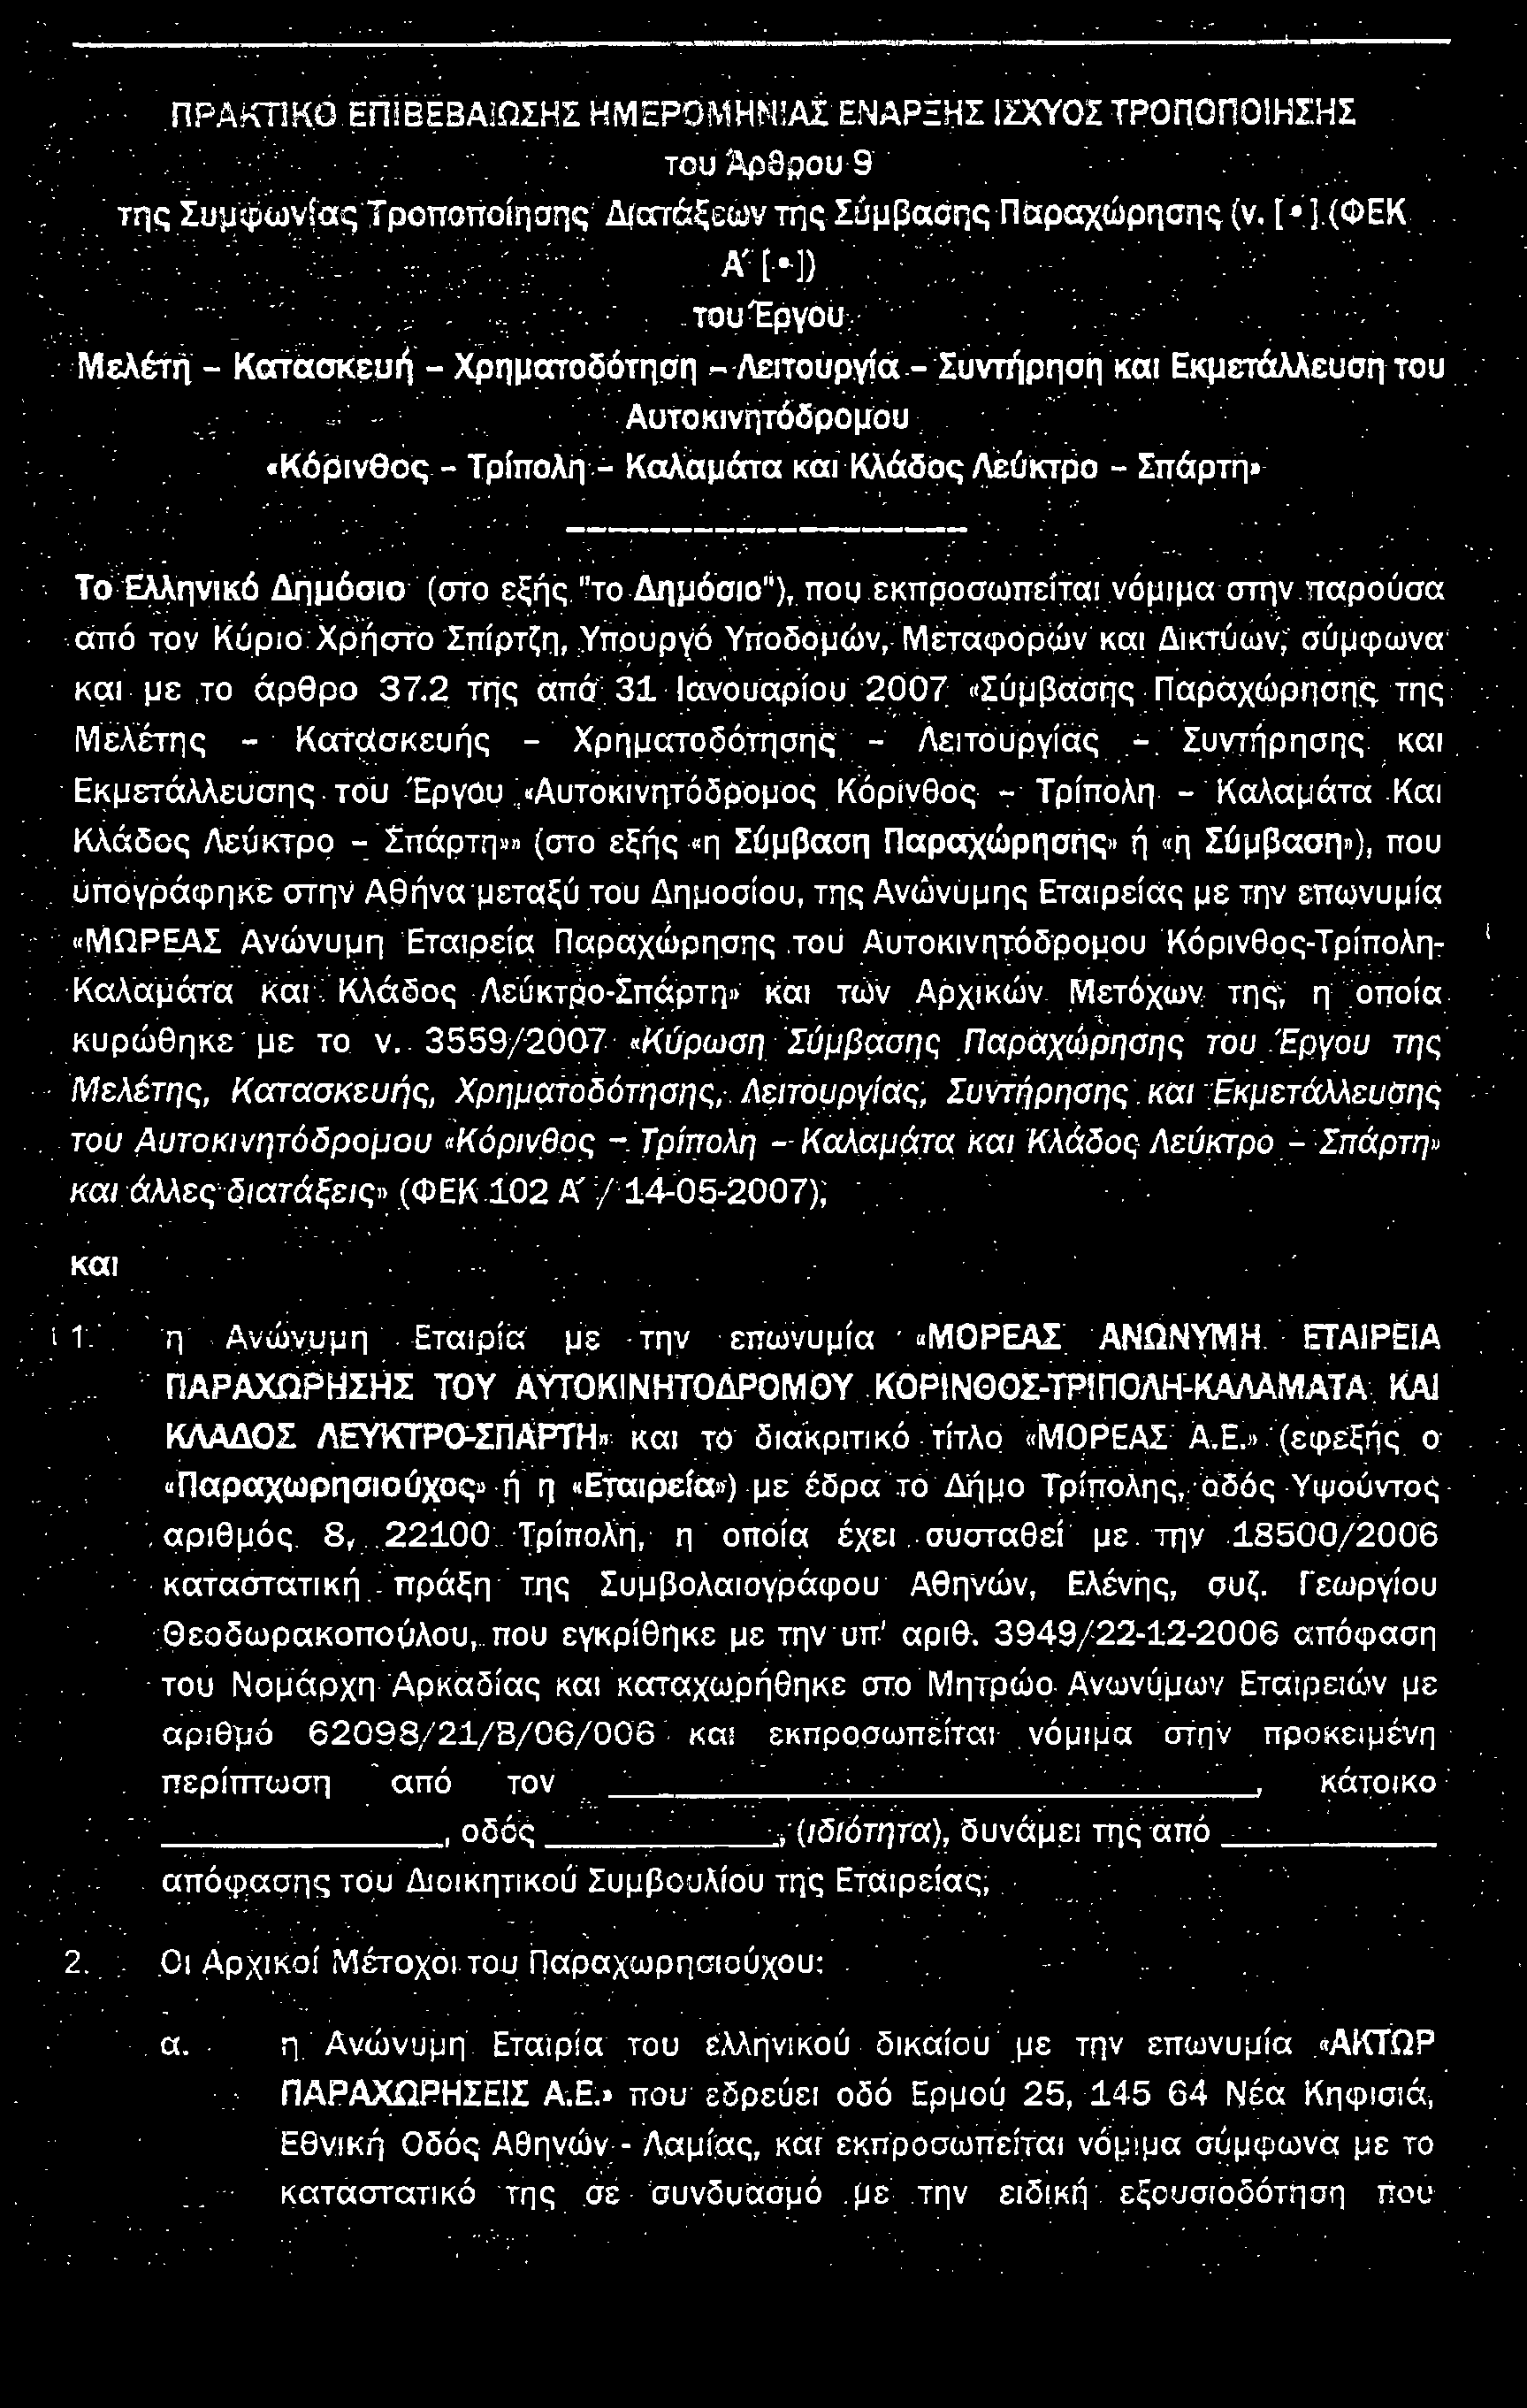 ΠΡΑΚΤΙΚΟ ΕΠΙΒΕΒΑΙΩΣΗΣ ΗΜΕΡΟΜΗΝΙΑΣ ΕΝΑΡΞΗΣ ΙΣΧΥΟΣ ΤΡΟΠΟΠΟΙΗΣΗΣ
του Άρθρου 9
της Συμφωνίας Τροποποίησης Διατάξεων της Σύμβασης Παραχώρησης (ν. [•] (ΦΕΚ
Α' [•])
του Έργου
Μελέτη – Κατασκευή – Χρηματοδότηση – Λειτουργία – Συντήρηση και Εκμετάλλευση του
Αυτοκινητόδρομου
«Κόρινθος – Τρίπολη – Καλαμάτα και Κλάδος Λεύκτρο – Σπάρτη»
Το Ελληνικό Δημόσιο (στο εξής "το Δημόσιο"), που εκπροσωπείται νόμιμα στην παρούσα
από τον Κύριο Χρήστο Σπίρτζη, Υπουργό Υποδομών, Μεταφορών και Δικτύων, σύμφωνα
και με το άρθρο 37.2 της από 31 Ιανουαρίου 2007 «Σύμβασης Παραχώρησης της
Μελέτης – Κατασκευής – Χρηματοδότησης – Λειτουργίας – Συντήρησης και
Εκμετάλλευσης του Έργου «Αυτοκινητόδρομος Κόρινθος – Τρίπολη – Καλαμάτα Και
Κλάδος Λεύκτρο – Σπάρτη»» (στο εξής «η Σύμβαση Παραχώρησης» ή «η Σύμβαση»), που
υπογράφηκε στην Αθήνα μεταξύ του Δημοσίου, της Ανώνυμης Εταιρείας με την επωνυμία
«ΜΩΡΕΑΣ Ανώνυμη Εταιρεία Παραχώρησης του Αυτοκινητόδρομου Κόρινθος-Τρίπολη-
Καλαμάτα και Κλάδος Λεύκτρο-Σπάρτη» και των Αρχικών Μετόχων της, η οποία
κυρώθηκε με το ν. 3559/2007 «Κύρωση Σύμβασης Παραχώρησης του Έργου της
Μελέτης, Κατασκευής, Χρηματοδότησης, Λειτουργίας, Συντήρησης και Εκμετάλλευσης
του Αυτοκινητόδρομου «Κόρινθος – Τρίπολη – Καλαμάτα και Κλάδος Λεύκτρο – Σπάρτη»
και άλλες διατάξεις» (ΦΕΚ 102 Α' / 14-05-2007),
και
1. η Ανώνυμη Εταιρία με την επωνυμία «ΜΟΡΕΑΣ ΑΝΩΝΥΜΗ ΕΤΑΙΡΕΙΑ
ΠΑΡΑΧΩΡΗΣΗΣ ΤΟΥ ΑΥΤΟΚΙΝΗΤΟΔΡΟΜΟΥ ΚΟΡΙΝΘΟΣ-ΤΡΙΠΟΛΗ-ΚΑΛΑΜΑΤΑ ΚΑΙ
ΚΛΑΔΟΣ ΛΕΥΚΤΡΟ-ΣΠΑΡΤΗ» και το διακριτικό τίτλο «ΜΟΡΕΑΣ Α.Ε.» (εφεξής ο
«Παραχωρησιούχος» ή η «Εταιρεία») με έδρα το Δήμο Τρίπολης, οδός Υψούντος
αριθμός 8, 22100 Τρίπολη, η οποία έχει συσταθεί με την 18500/2006
καταστατική πράξη της Συμβολαιογράφου Αθηνών, Ελένης, συζ. Γεωργίου
Θεοδωρακοπούλου, που εγκρίθηκε με την υπ' αριθ. 3949/22-12-2006 απόφαση
του Νομάρχη Αρκαδίας και καταχωρήθηκε στο Μητρώο Ανωνύμων Εταιρειών με
αριθμό 62098/21/Β/06/006 και εκπροσωπείται νόμιμα στην προκειμένη
περίπτωση από τον ____________________, κάτοικο
____________, οδός __________, (ιδιότητα), δυνάμει της από __________
απόφασης του Διοικητικού Συμβουλίου της Εταιρείας,
2. Οι Αρχικοί Μέτοχοι του Παραχωρησιούχου:
α. η Ανώνυμη Εταιρία του ελληνικού δικαίου με την επωνυμία «ΑΚΤΩΡ
ΠΑΡΑΧΩΡΗΣΕΙΣ Α.Ε.» που εδρεύει οδό Ερμού 25, 145 64 Νέα Κηφισιά,
Εθνική Οδός Αθηνών - Λαμίας, και εκπροσωπείται νόμιμα σύμφωνα με το
καταστατικό της σε συνδυασμό με την ειδική εξουσιοδότηση που